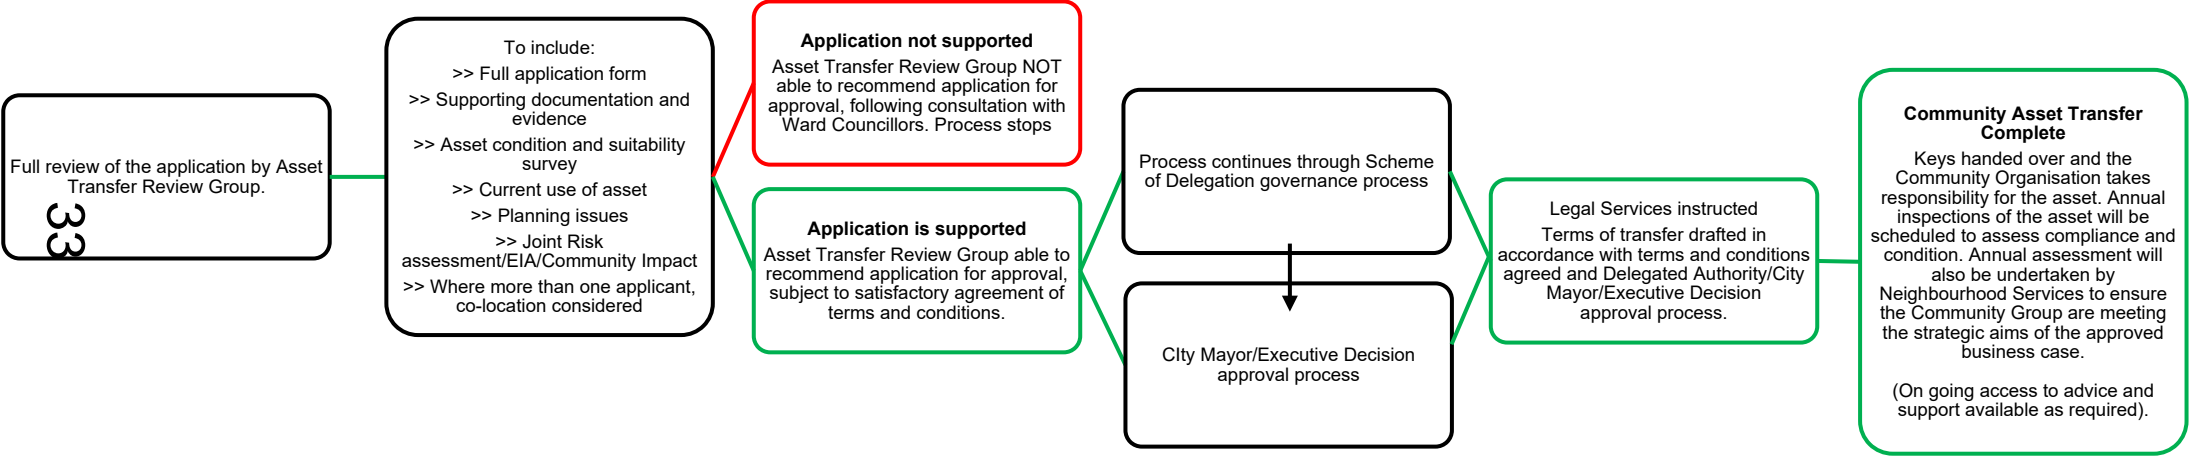 Full review of the application by Asset
Transfer Review Group.
33
To include:
>> Full application form
>> Supporting documentation and
evidence
>> Asset condition and suitability
survey
>> Current use of asset
>> Planning issues
>> Joint Risk
assessment/EIA/Community Impact
>> Where more than one applicant,
co-location considered
Application not supported
Asset Transfer Review Group NOT
able to recommend application for
approval, following consultation with
Ward Councillors. Process stops
Application is supported
Asset Transfer Review Group able to
recommend application for approval,
subject to satisfactory agreement of
terms and conditions.
Process continues through Scheme
of Delegation governance process
CIty Mayor/Executive Decision
approval process
Legal Services instructed
Terms of transfer drafted in
accordance with terms and conditions
agreed and Delegated Authority/City
Mayor/Executive Decision
approval process.
Community Asset Transfer
Complete
Keys handed over and the
Community Organisation takes
responsibility for the asset. Annual
inspections of the asset will be
scheduled to assess compliance and
condition. Annual assessment will
also be undertaken by
Neighbourhood Services to ensure
the Community Group are meeting
the strategic aims of the approved
business case.
(On going access to advice and
support available as required).